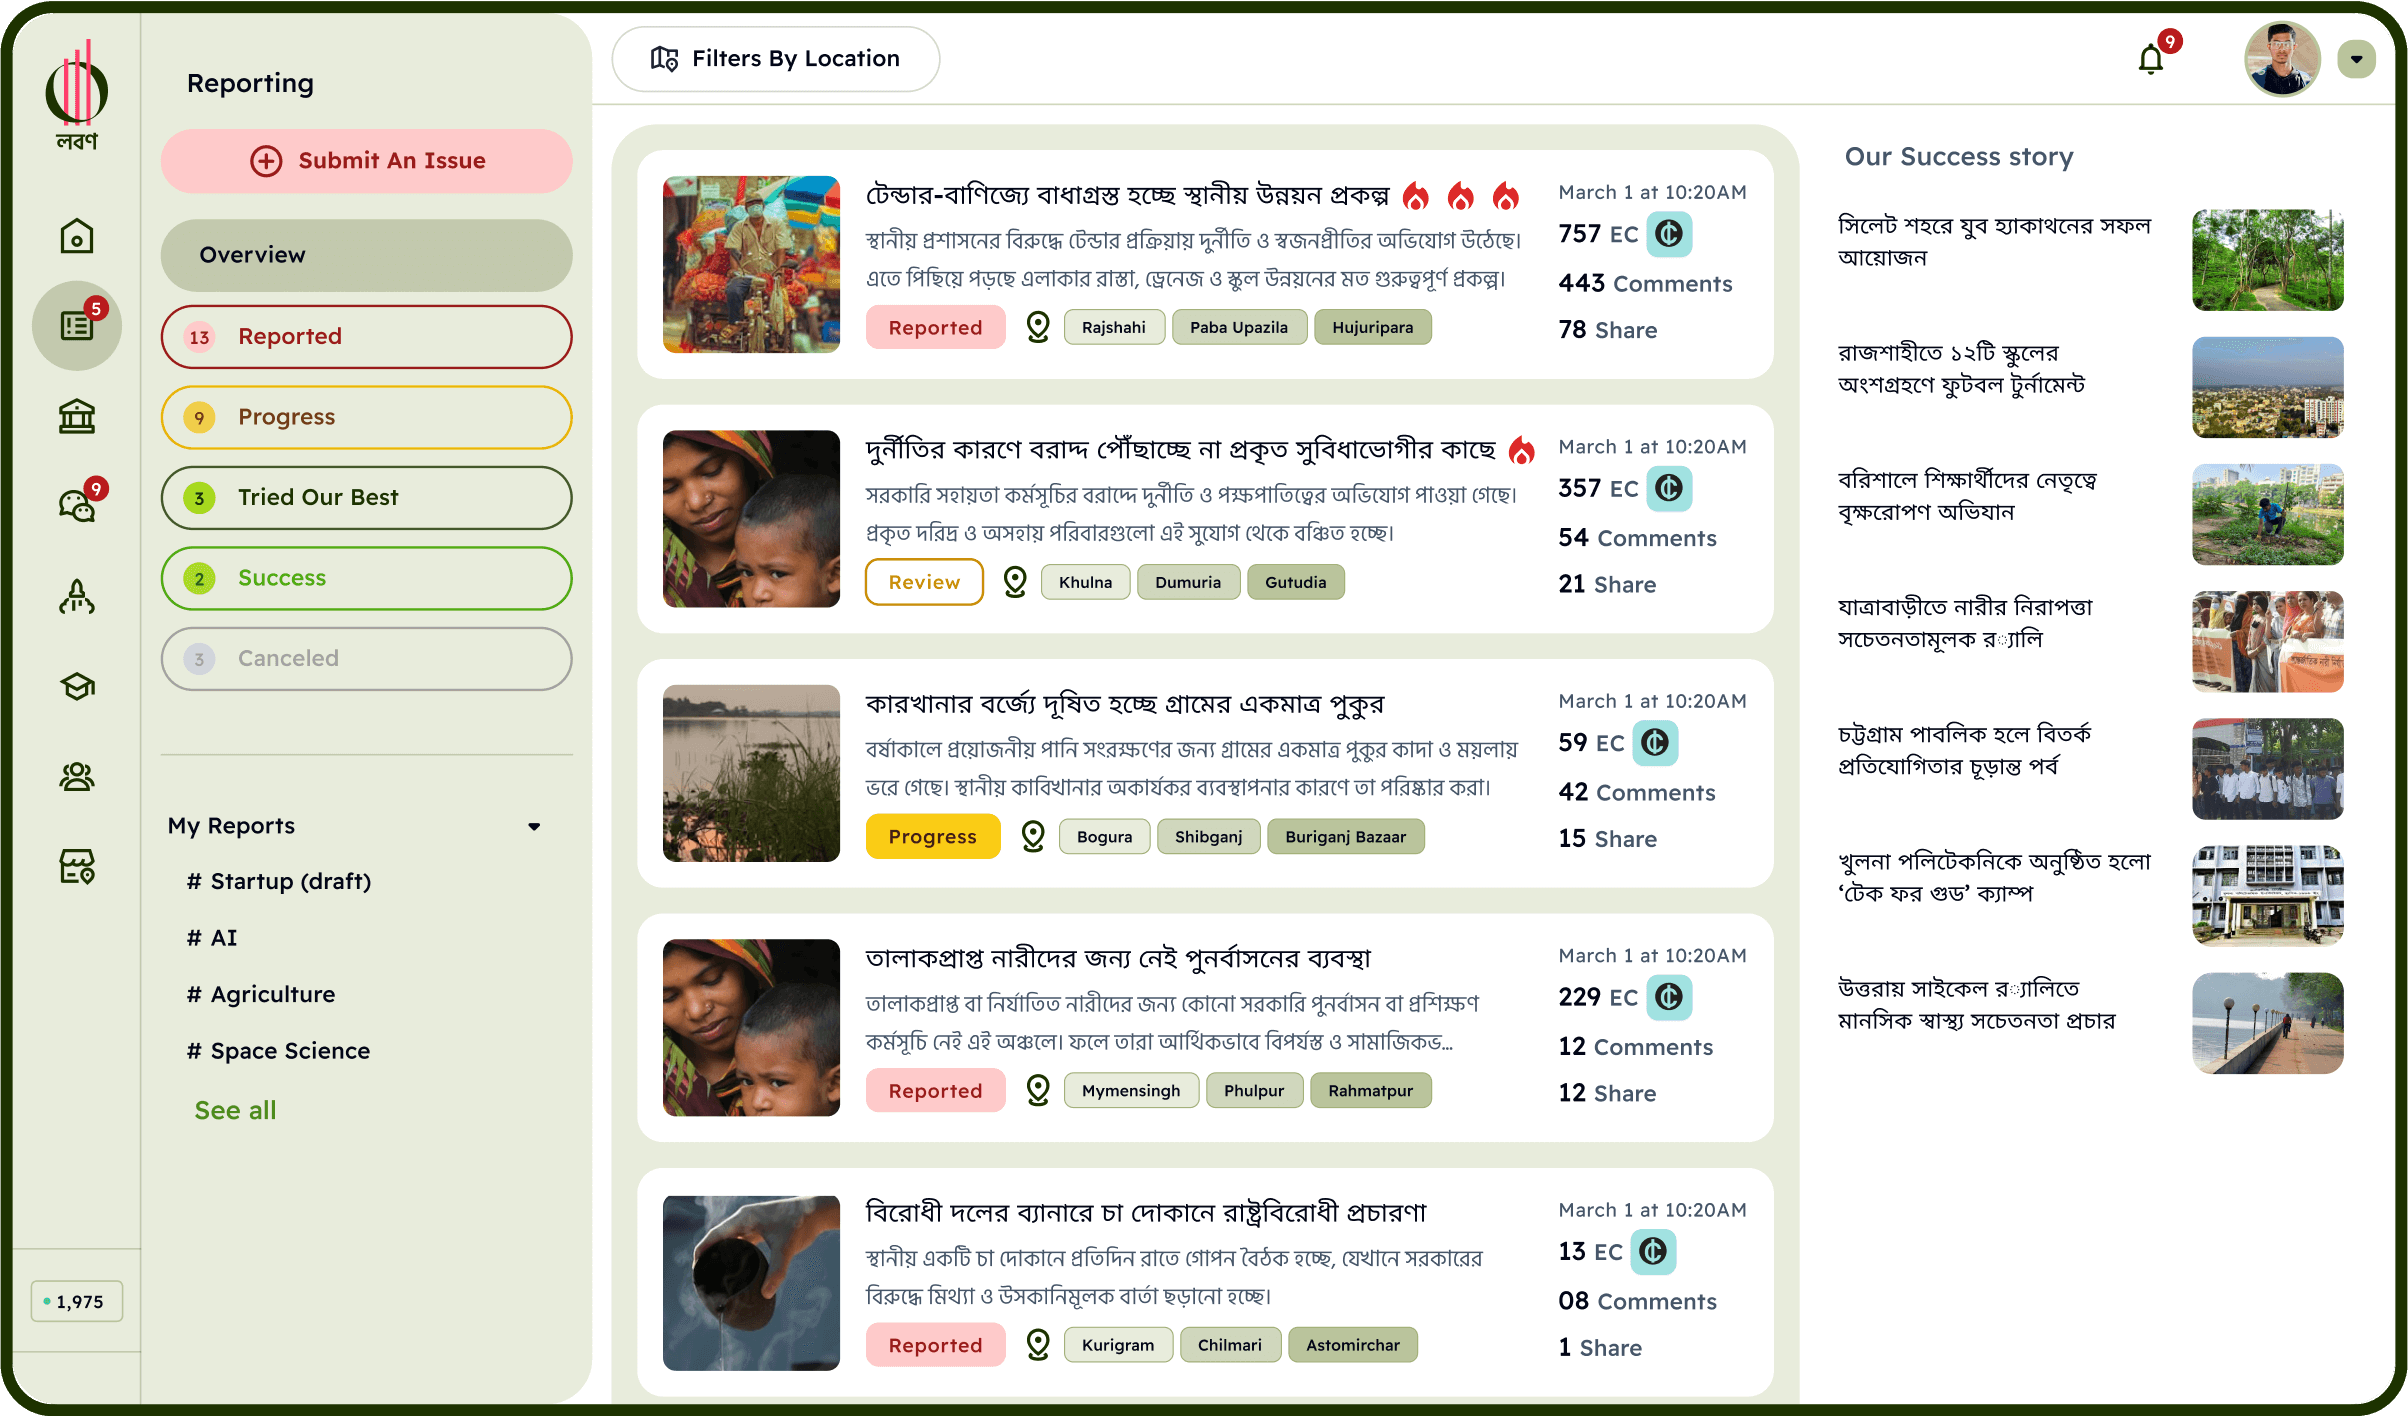 লবণ
5
9
1,975
Reporting
Submit An Issue
Overview
13 Reported
9 Progress
3 Tried Our Best
2 Success
3 Canceled
My Reports
# Startup (draft)
# AI
# Agriculture
# Space Science
See all
Filters By Location
9
টেন্ডার-বাণিজ্যে বাধাগ্রস্ত হচ্ছে স্থানীয় উন্নয়ন প্রকল্প
স্থানীয় প্রশাসনের বিরুদ্ধে টেন্ডার প্রক্রিয়ায় দুর্নীতি ও স্বজনপ্রীতির অভিযোগ উঠেছে।
এতে পিছিয়ে পড়ছে এলাকার রাস্তা, ড্রেনেজ ও স্কুল উন্নয়নের মত গুরুত্বপূর্ণ প্রকল্প।
Reported Rajshahi Paba Upazila Hujuripara
March 1 at 10:20AM
757 EC
443 Comments
78 Share
দুর্নীতির কারণে বরাদ্দ পৌঁছাচ্ছে না প্রকৃত সুবিধাভোগীর কাছে
সরকারি সহায়তা কর্মসূচির বরাদ্দে দুর্নীতি ও পক্ষপাতিত্বের অভিযোগ পাওয়া গেছে।
প্রকৃত দরিদ্র ও অসহায় পরিবারগুলো এই সুযোগ থেকে বঞ্চিত হচ্ছে।
Review Khulna Dumuria Gutudia
March 1 at 10:20AM
357 EC
54 Comments
21 Share
কারখানার বর্জ্যে দূষিত হচ্ছে গ্রামের একমাত্র পুকুর
বর্ষাকালে প্রয়োজনীয় পানি সংরক্ষণের জন্য গ্রামের একমাত্র পুকুর কাদা ও ময়লায়
ভরে গেছে। স্থানীয় কাবিখানার অকার্যকর ব্যবস্থাপনার কারণে তা পরিষ্কার করা।
Progress Bogura Shibganj Buriganj Bazaar
March 1 at 10:20AM
59 EC
42 Comments
15 Share
তালাকপ্রাপ্ত নারীদের জন্য নেই পুনর্বাসনের ব্যবস্থা
তালাকপ্রাপ্ত বা নির্যাতিত নারীদের জন্য কোনো সরকারি পুনর্বাসন বা প্রশিক্ষণ
কর্মসূচি নেই এই অঞ্চলে। ফলে তারা আর্থিকভাবে বিপর্যস্ত ও সামাজিকভ...
Reported Mymensingh Phulpur Rahmatpur
March 1 at 10:20AM
229 EC
12 Comments
12 Share
বিরোধী দলের ব্যানারে চা দোকানে রাষ্ট্রবিরোধী প্রচারণা
স্থানীয় একটি চা দোকানে প্রতিদিন রাতে গোপন বৈঠক হচ্ছে, যেখানে সরকারের
বিরুদ্ধে মিথ্যা ও উসকানিমূলক বার্তা ছড়ানো হচ্ছে।
Reported Kurigram Chilmari Astomirchar
March 1 at 10:20AM
13 EC
08 Comments
1 Share
Our Success story
সিলেট শহরে যুব হ্যাকাথনের সফল
আয়োজন
রাজশাহীতে ১২টি স্কুলের
অংশগ্রহণে ফুটবল টুর্নামেন্ট
বরিশালে শিক্ষার্থীদের নেতৃত্বে
বৃক্ষরোপণ অভিযান
যাত্রাবাড়ীতে নারীর নিরাপত্তা
সচেতনতামূলক র‍্যালি
চট্টগ্রাম পাবলিক হলে বিতর্ক
প্রতিযোগিতার চূড়ান্ত পর্ব
খুলনা পলিটেকনিকে অনুষ্ঠিত হলো
‘টেক ফর গুড’ ক্যাম্প
উত্তরায় সাইকেল র‍্যালিতে
মানসিক স্বাস্থ্য সচেতনতা প্রচার